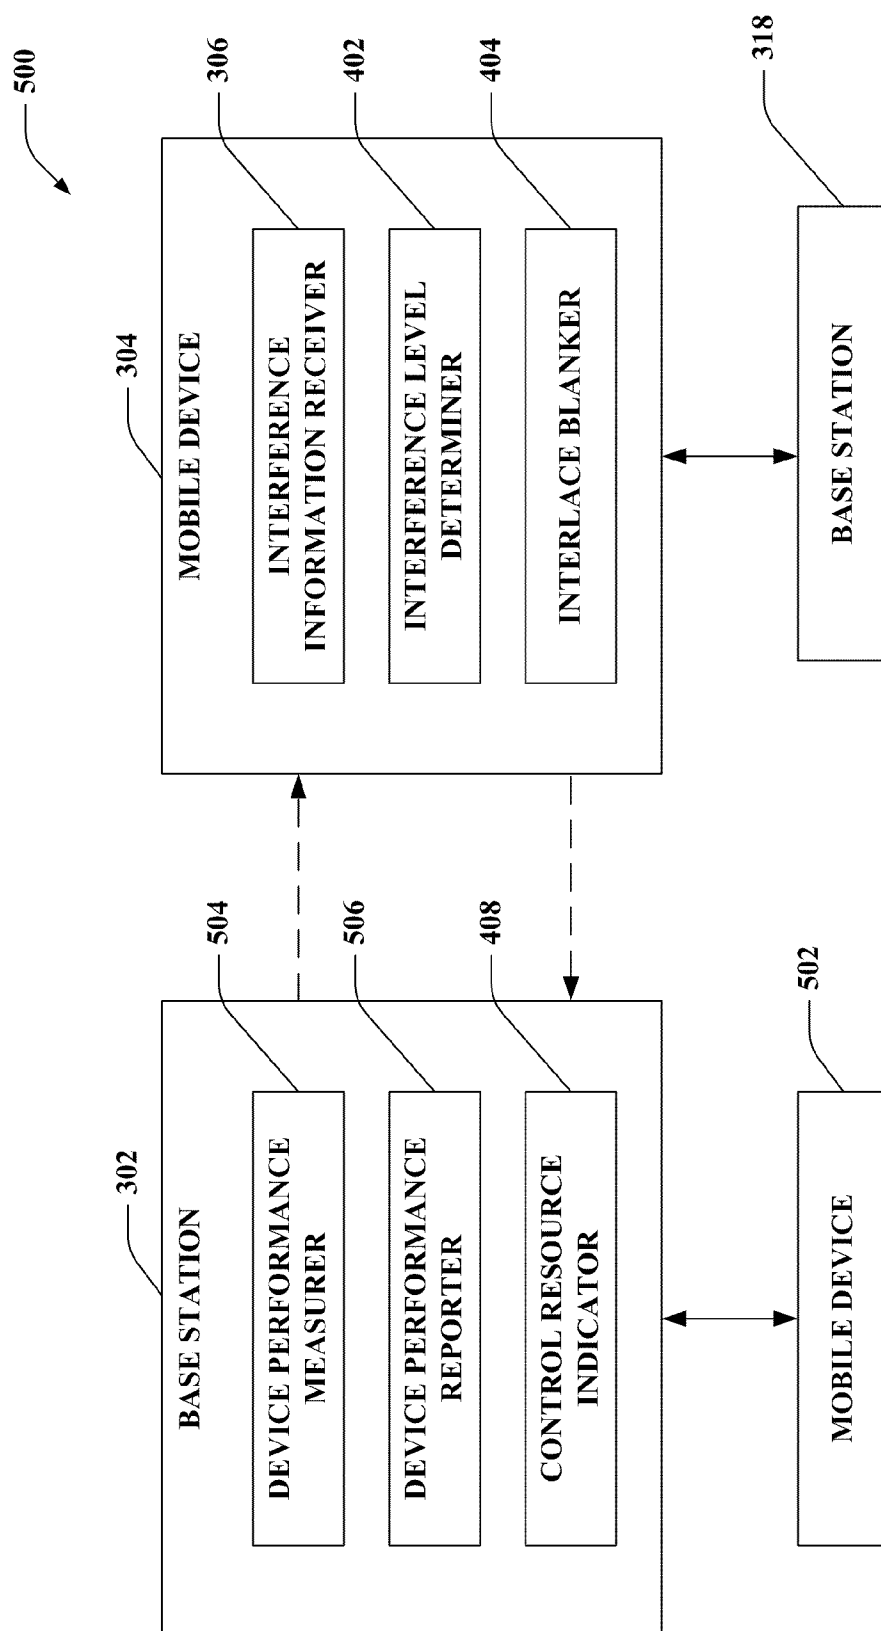 500
302
BASE STATION
504
DEVICE PERFORMANCE
MEASURER
506
DEVICE PERFORMANCE
REPORTER
408
CONTROL RESOURCE
INDICATOR
502
MOBILE DEVICE
304
MOBILE DEVICE
306
INTERFERENCE
INFORMATION RECEIVER
402
INTERFERENCE LEVEL
DETERMINER
404
INTERLACE BLANKER
318
BASE STATION